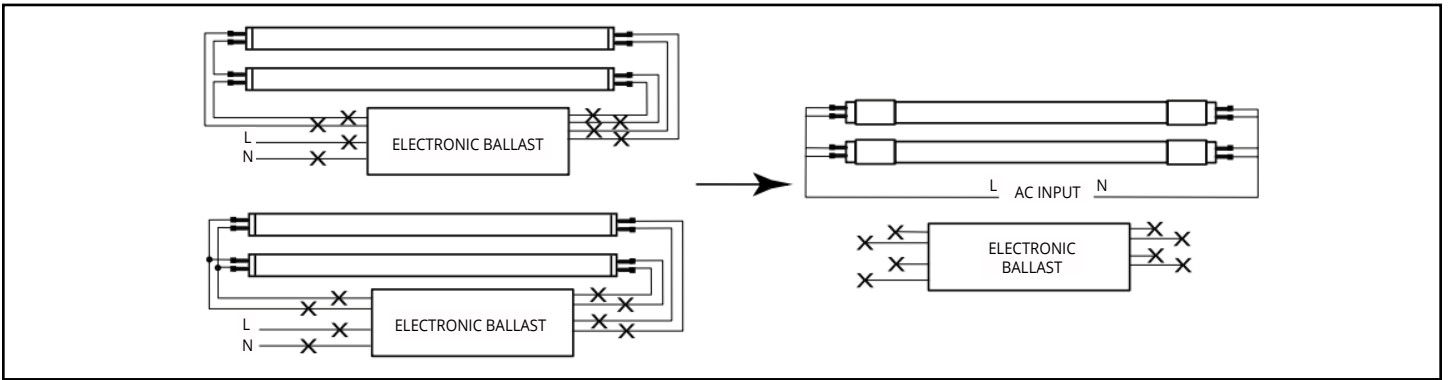 ELECTRONIC BALLAST
L
N
ELECTRONIC BALLAST
L
N
L AC INPUT N
ELECTRONIC
BALLAST